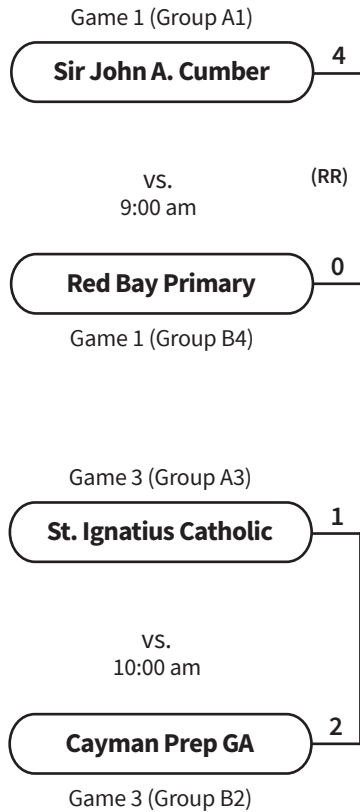 Game 1 (Group A1)
Sir John A. Cumber
4
vs.
(RR)
9:00 am
0
Red Bay Primary
Game 1 (Group B4)
Game 3 (Group A3)
St. Ignatius Catholic
1
vs.
10:00 am
2
Cayman Prep GA
Game 3 (Group B2)